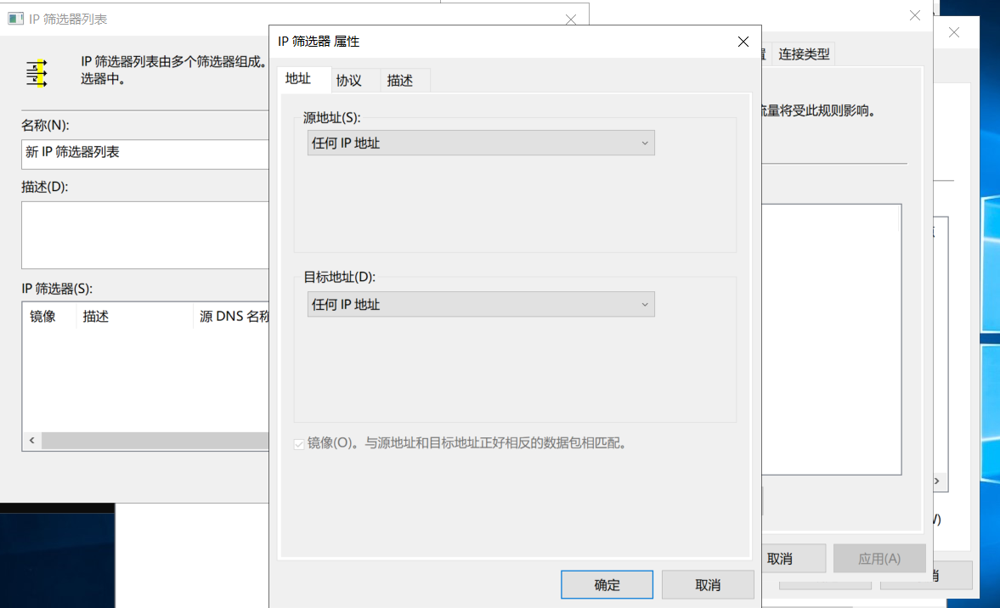 IP 筛选器列表
IP 筛选器列表由多个筛选器组成。
选器中。
名称(N):
新 IP 筛选器列表
描述(D):
IP 筛选器(S):
镜像 描述 源 DNS 名称
IP 筛选器 属性
地址 协议 描述
源地址(S):
任何 IP 地址
目标地址(D):
任何 IP 地址
镜像(O)。与源地址和目标地址正好相反的数据包相匹配。
确定 取消
连接类型
流量将受此规则影响。
取消 应用(A)